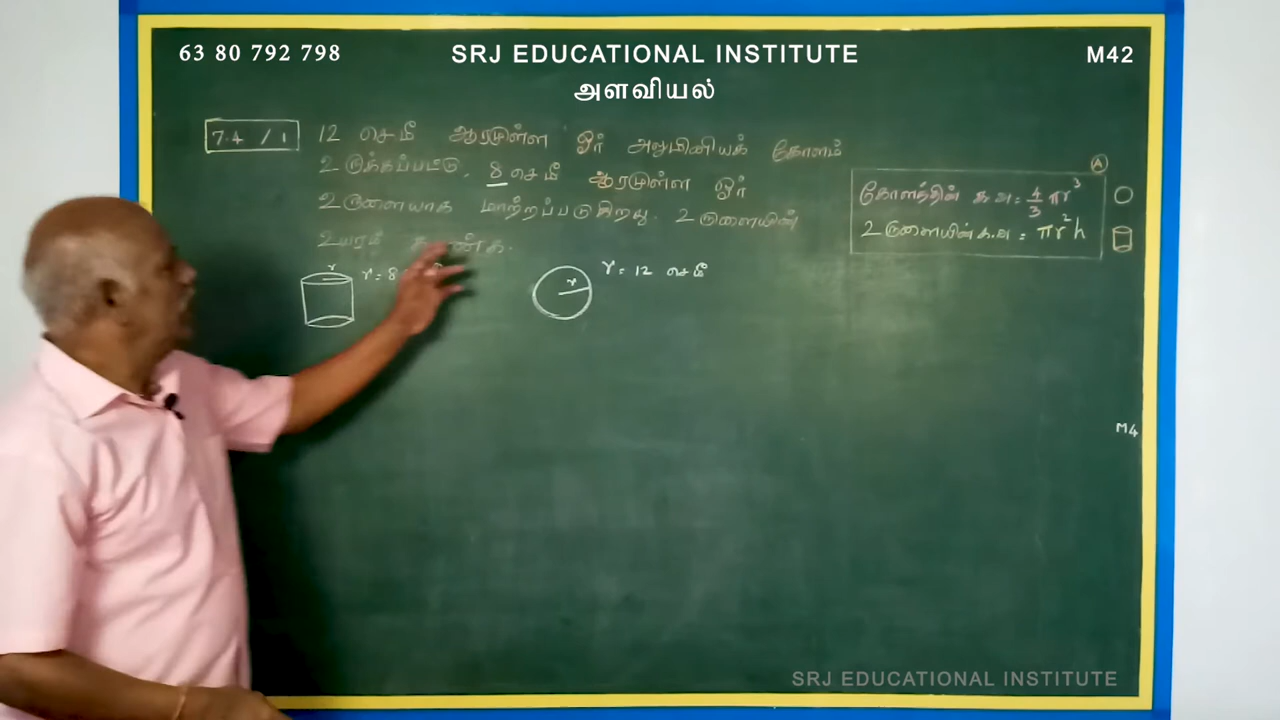 63 80 792 798
SRJ EDUCATIONAL INSTITUTE
M42
அளவியல்
7.4 / 1
12 செ.மீ ஆரமுள்ள ஓர் அலுமினியக் கோளம்
உருக்கப்பட்டு, 8 செ.மீ ஆரமுள்ள ஓர்
உருளையாக மாற்றப்படுகிறது. உருளையின்
உயரம் காண்க.
A
கோளத்தின் க.அ = 4/3 πr³
உருளையின் க.அ = πr²h
r
r = 8
r
r = 12 செ.மீ
M4
SRJ EDUCATIONAL INSTITUTE